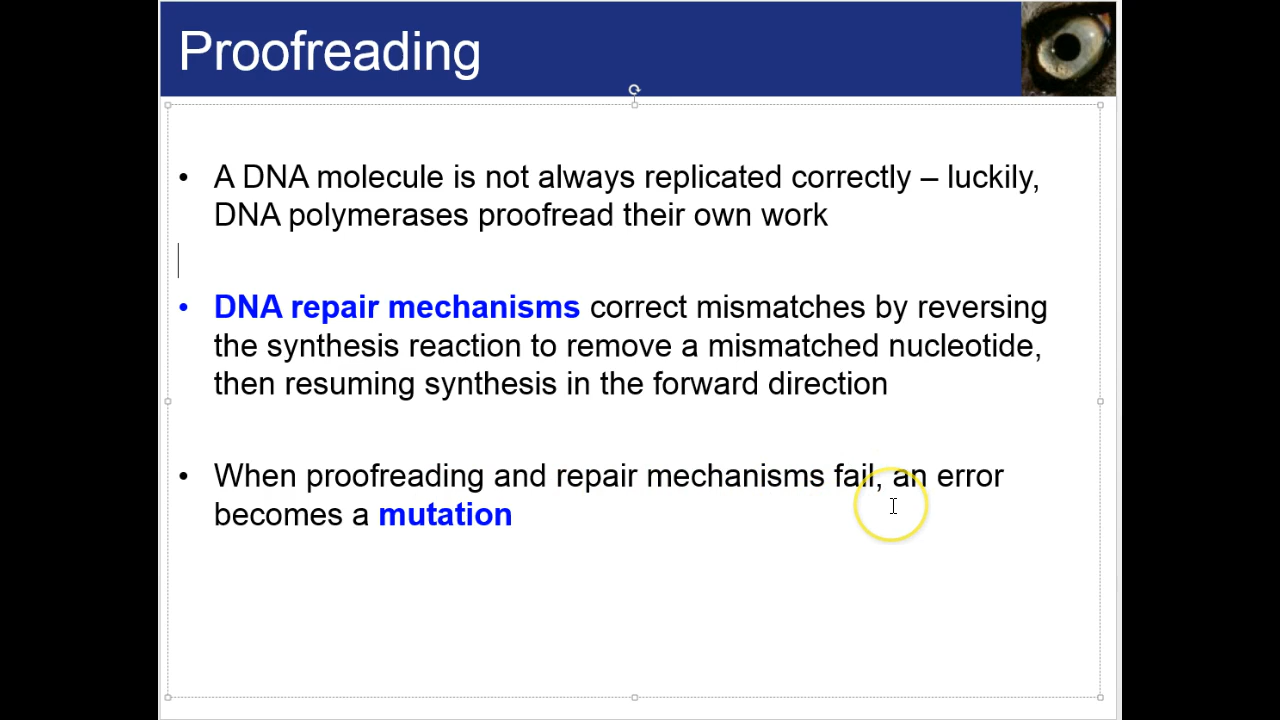 Proofreading
• A DNA molecule is not always replicated correctly – luckily,
DNA polymerases proofread their own work
• DNA repair mechanisms correct mismatches by reversing
the synthesis reaction to remove a mismatched nucleotide,
then resuming synthesis in the forward direction
• When proofreading and repair mechanisms fail, an error
becomes a mutation